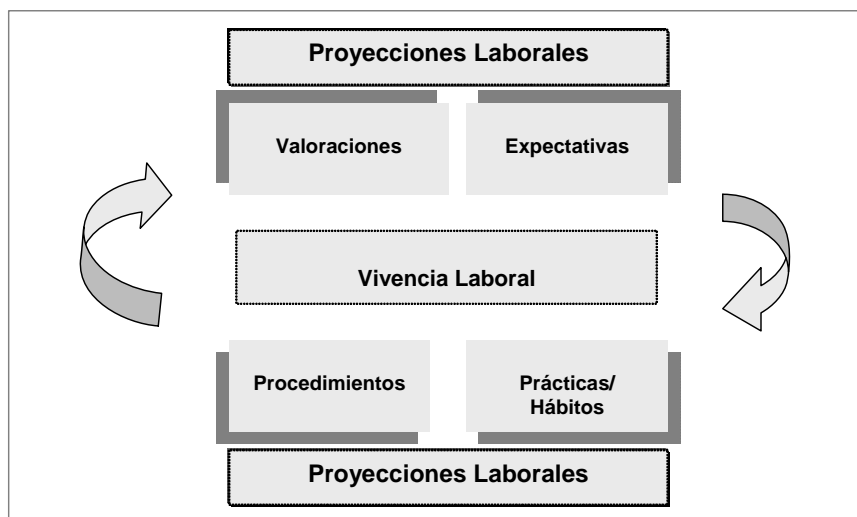 Proyecciones Laborales
Valoraciones
Expectativas
Vivencia Laboral
Procedimientos
Prácticas/
Hábitos
Proyecciones Laborales